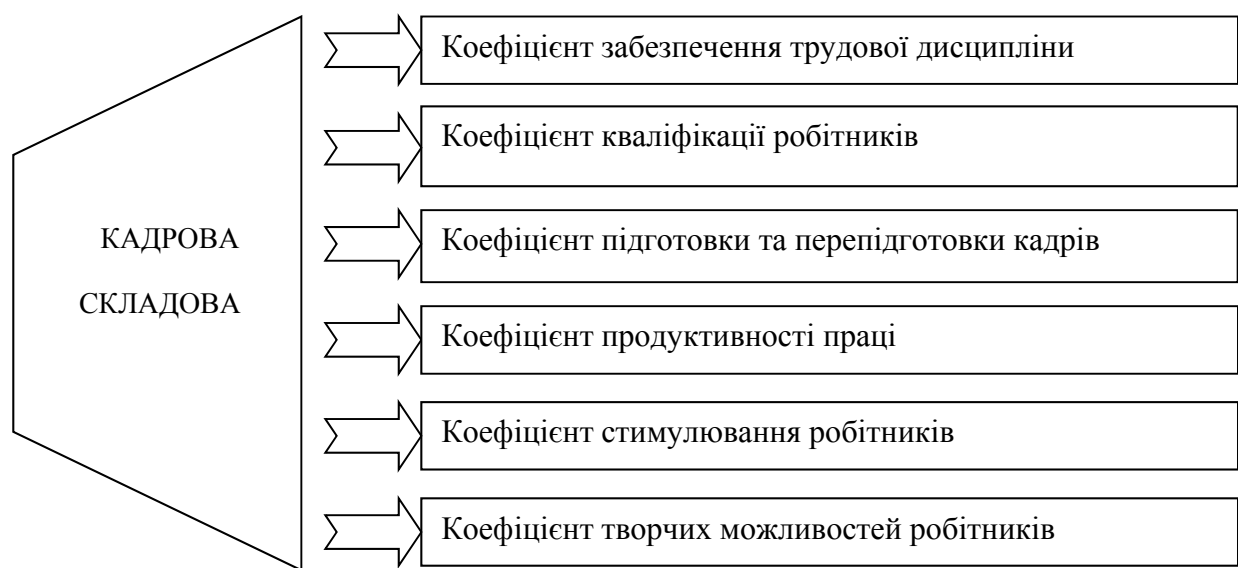 КАДРОВА
СКЛАДОВА
Коефіцієнт забезпечення трудової дисципліни
Коефіцієнт кваліфікації робітників
Коефіцієнт підготовки та перепідготовки кадрів
Коефіцієнт продуктивності праці
Коефіцієнт стимулювання робітників
Коефіцієнт творчих можливостей робітників